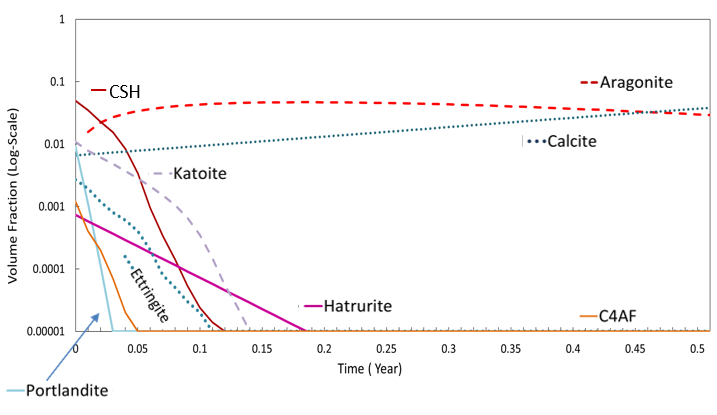 1
0.1
0.01
0.001
0.0001
0.00001
Volume Fraction (Log-Scale)
CSH
Aragonite
Calcite
Katoite
Ettringite
Hatrurite
C4AF
0 0.05 0.1 0.15 0.2 0.25 0.3 0.35 0.4 0.45 0.5
Time ( Year)
Portlandite